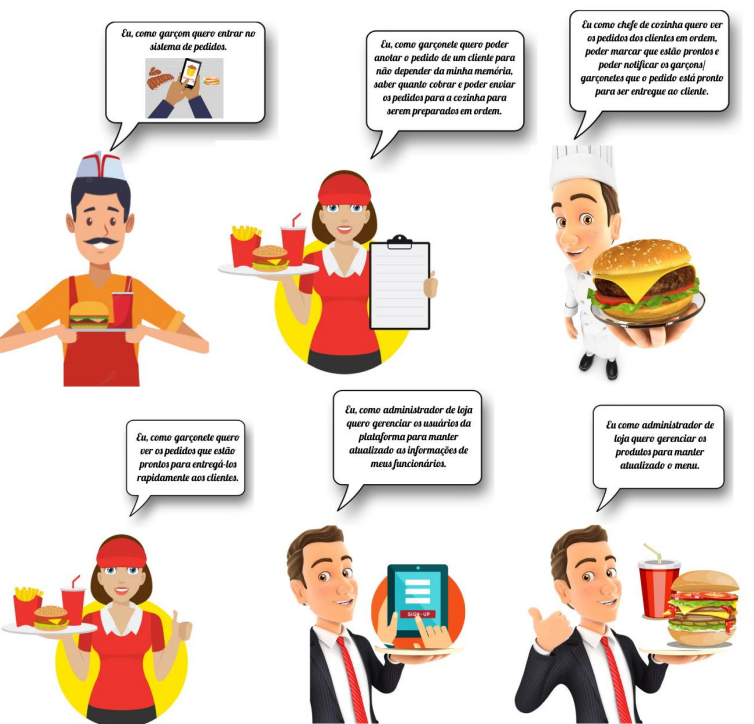 Eu, como garçom quero entrar no
sistema de pedidos.
Eu, como garçonete quero poder
anotar o pedido de um cliente para
não depender da minha memória,
saber quanto cobrar e poder enviar
os pedidos para a cozinha para
serem preparados em ordem.
Eu como chefe de cozinha quero ver
os pedidos dos clientes em ordem,
poder marcar que estão prontos e
poder notificar os garçons/
garçonetes que o pedido está pronto
para ser entregue ao cliente.
Eu, como garçonete quero
ver os pedidos que estão
prontos para entregá-los
rapidamente aos clientes.
Eu, como administrador de loja
quero gerenciar os usuários da
plataforma para manter
atualizado as informações de
meus funcionários.
SIGN-UP
Eu como administrador de
loja quero gerenciar os
produtos para manter
atualizado o menu.